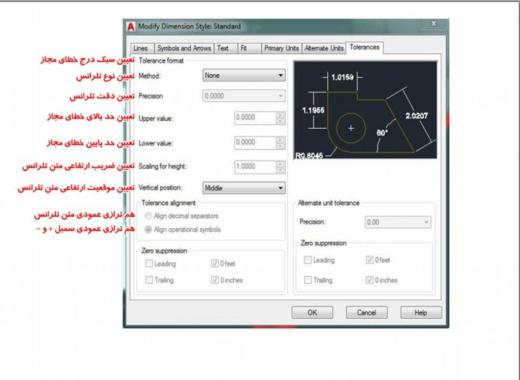 Modify Dimension Style: Standard
X
Lines Symbols and Arrows Text Fit Primary Units Alternate Units Tolerances
تعیین سبک درج خطای مجاز Tolerance format
تعیین نوع تلرانس Method: None
تعیین دقت تلرانس Precision 0.0000
تعیین حد بالای خطای مجاز Upper value: 0.0000
تعیین حد پایین خطای مجاز Lower value: 0.0000
تعیین ضریب ارتفاعی متن تلرانس Scaling for height: 1.0000
تعیین موقعیت ارتفاعی متن تلرانس Vertical position: Middle
Tolerance alignment
هم ترازی عمودی متن تلرانس Align decimal separators
هم ترازی عمودی سمبل + و - Align operational symbols
Zero suppression
Leading 0 feet
Trailing 0 inches
1.0159
1.1955
2.0207
60°
R0.8045
Alternate unit tolerance
Precision: 0.00
Zero suppression
Leading 0 feet
Trailing 0 inches
OK Cancel Help